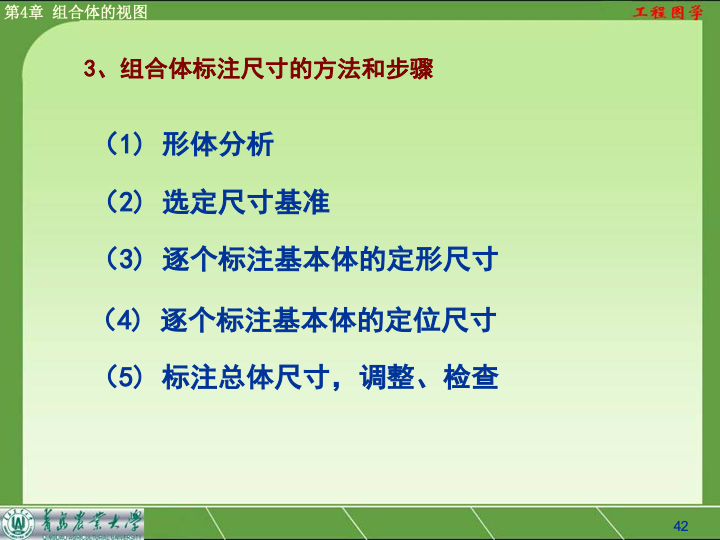 第4章 组合体的视图
工程图学
3、组合体标注尺寸的方法和步骤
（1) 形体分析
（2) 选定尺寸基准
（3) 逐个标注基本体的定形尺寸
（4) 逐个标注基本体的定位尺寸
（5) 标注总体尺寸，调整、检查
青岛农业大学
42